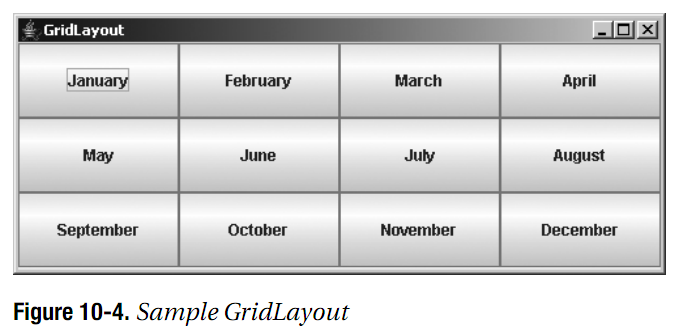 GridLayout
January February March April
May June July August
September October November December
Figure 10-4. Sample GridLayout